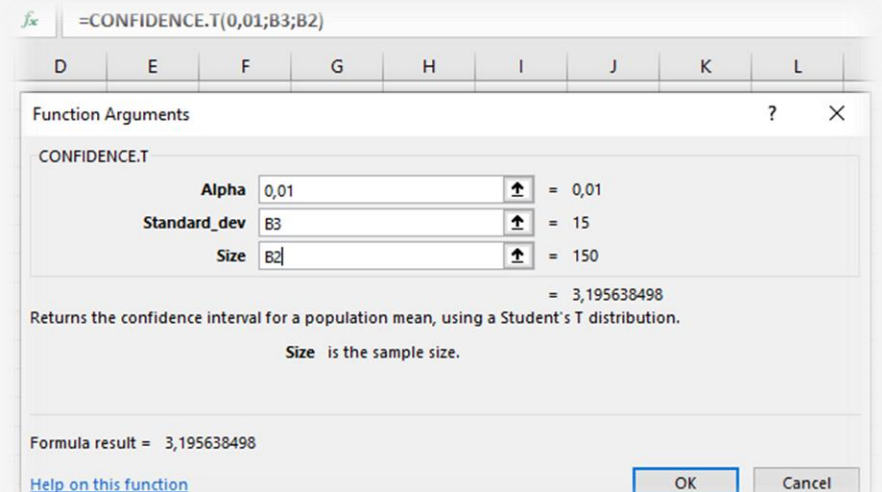 fx =CONFIDENCE.T(0,01;B3;B2)
D E F G H I J K L
Function Arguments ? ×
CONFIDENCE.T
Alpha 0,01 = 0,01
Standard_dev B3 = 15
Size B2 = 150
= 3,195638498
Returns the confidence interval for a population mean, using a Student's T distribution.
Size is the sample size.
Formula result = 3,195638498
Help on this function OK Cancel